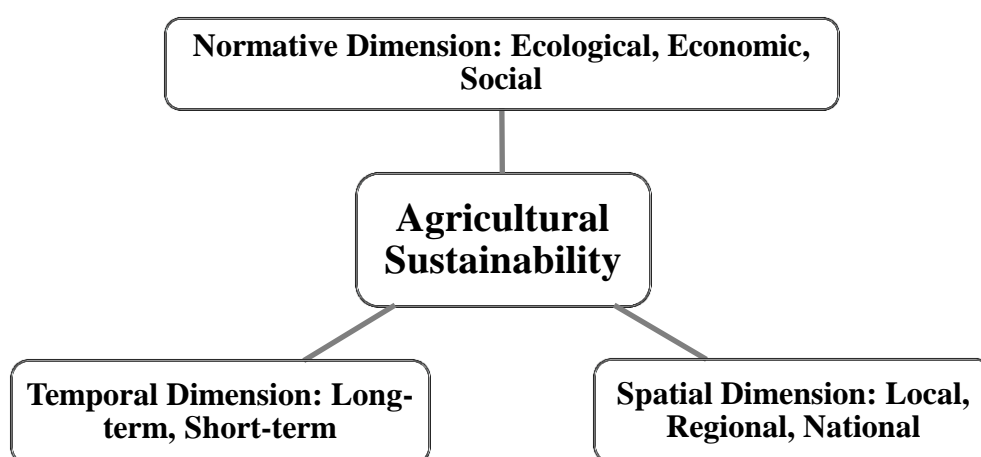 Normative Dimension: Ecological, Economic,
Social
Agricultural
Sustainability
Temporal Dimension: Long-
term, Short-term
Spatial Dimension: Local,
Regional, National